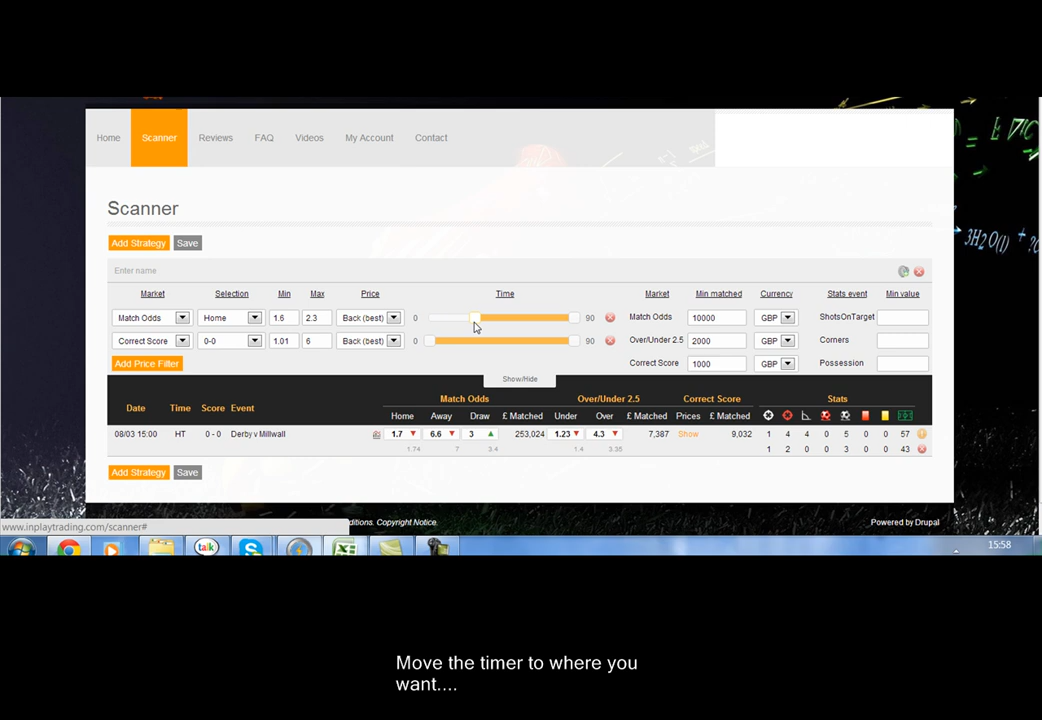 Home Scanner Reviews FAQ Videos My Account Contact
Scanner
Add Strategy Save
Enter name
Market Selection Min Max Price Time Market Min matched Currency Stats event Min value
Match Odds Home 1.6 2.3 Back (best) 0 90 Match Odds 10000 GBP ShotsOnTarget
Correct Score 0-0 1.01 6 Back (best) 0 90 Over/Under 2.5 2000 GBP Corners
Add Price Filter Correct Score 1000 GBP Possession
Show/Hide
Match Odds Over/Under 2.5 Correct Score Stats
Date Time Score Event Home Away Draw £ Matched Under Over £ Matched Prices £ Matched
08/03 15:00 HT 0 - 0 Derby v Millwall 1.7 6.6 3 253,024 1.23 4.3 7,387 Show 9,032 1 4 4 0 5 0 0 57
1.74 7 3.4 1.4 3.35 1 2 0 0 3 0 0 43
Add Strategy Save
www.inplaytrading.com/scanner# ditions. Copyright Notice. Powered by Drupal
talk 15:58
Move the timer to where you
want....